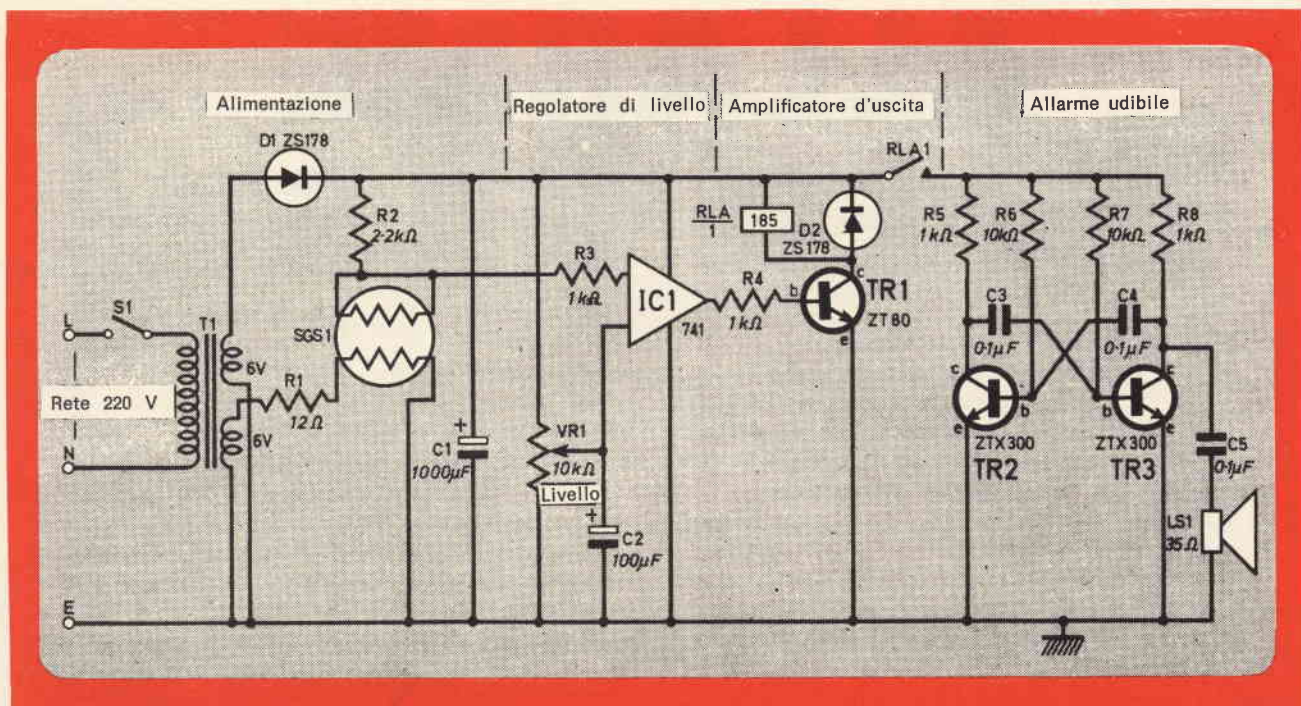 Alimentazione
Regolatore di livello
Amplificatore d'uscita
Allarme udibile
D1 ZS178
RLA1
R2
2·2kΩ
RLA
1
185
D2
ZS178
R5
1kΩ
R6
10kΩ
R7
10kΩ
R8
1kΩ
R3
1kΩ
IC1
741
R4
1kΩ
b
c
e
TR1
ZT80
C3
0·1µF
C4
0·1µF
L
S1
T1
6V
6V
SGS1
Rete 220 V
R1
12Ω
N
C1
1000µF
+
VR1
10kΩ
Livello
+
C2
100µF
c
b
e
ZTX300
TR2
c
b
e
ZTX300
TR3
C5
0·1µF
LS1
35Ω
E